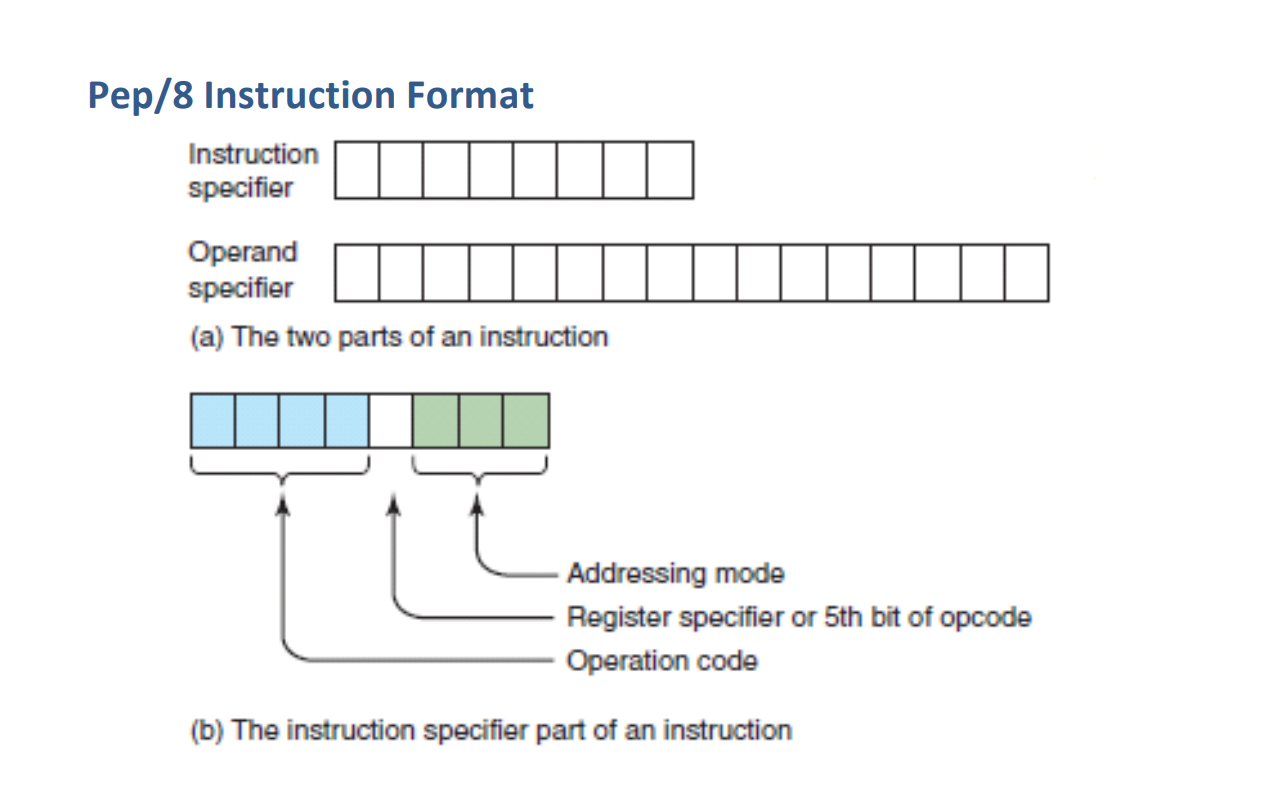 Pep/8 Instruction Format
Instruction
specifier
Operand
specifier
(a) The two parts of an instruction
Addressing mode
Register specifier or 5th bit of opcode
Operation code
(b) The instruction specifier part of an instruction